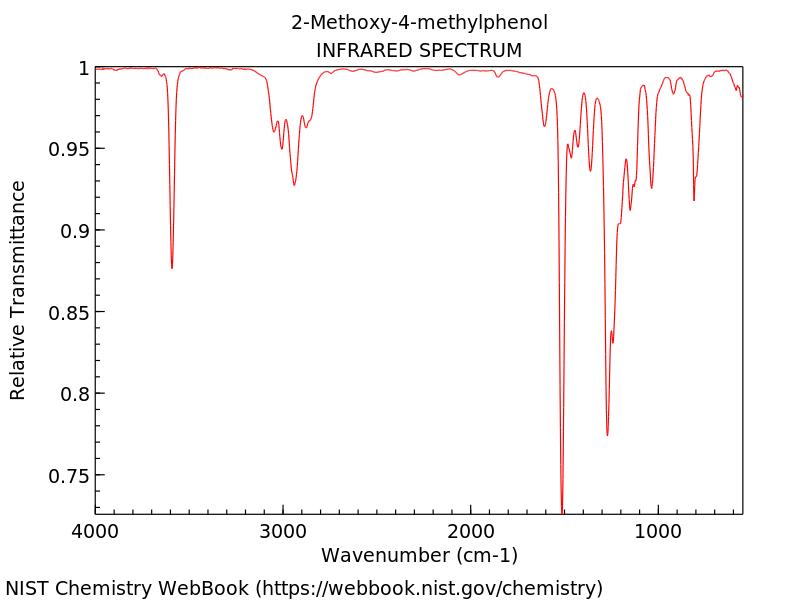 2-Methoxy-4-methylphenol
INFRARED SPECTRUM
1
0.95
0.9
0.85
0.8
0.75
Relative Transmittance
4000 3000 2000 1000
Wavenumber (cm-1)
NIST Chemistry WebBook (https://webbook.nist.gov/chemistry)